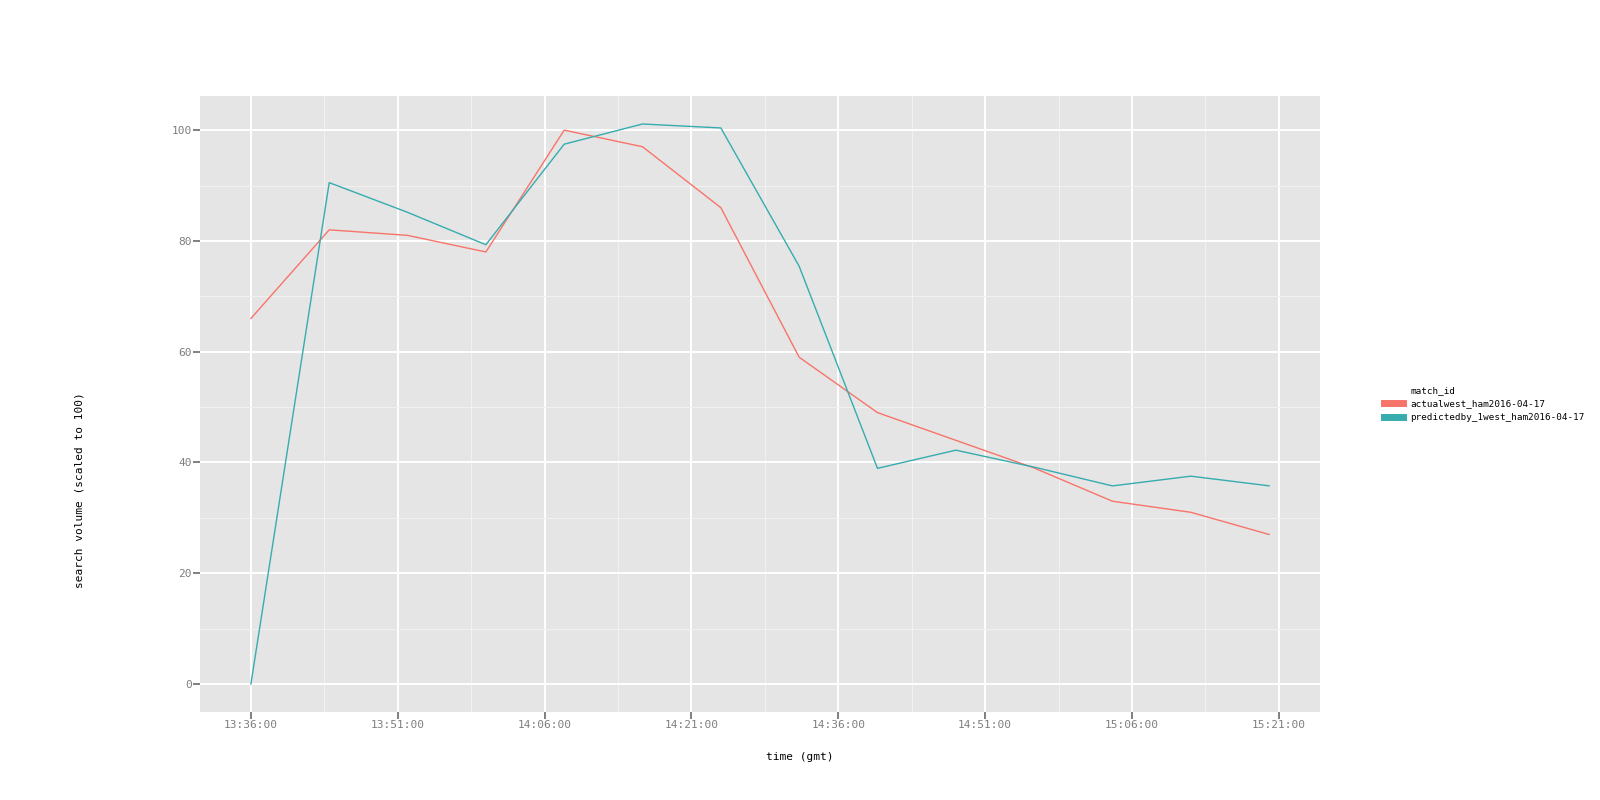 100
80
60
40
20
0
search volume (scaled to 100)
13:36:00 13:51:00 14:06:00 14:21:00 14:36:00 14:51:00 15:06:00 15:21:00
time (gmt)
match_id
actualwest_ham2016-04-17
predictedby_1west_ham2016-04-17